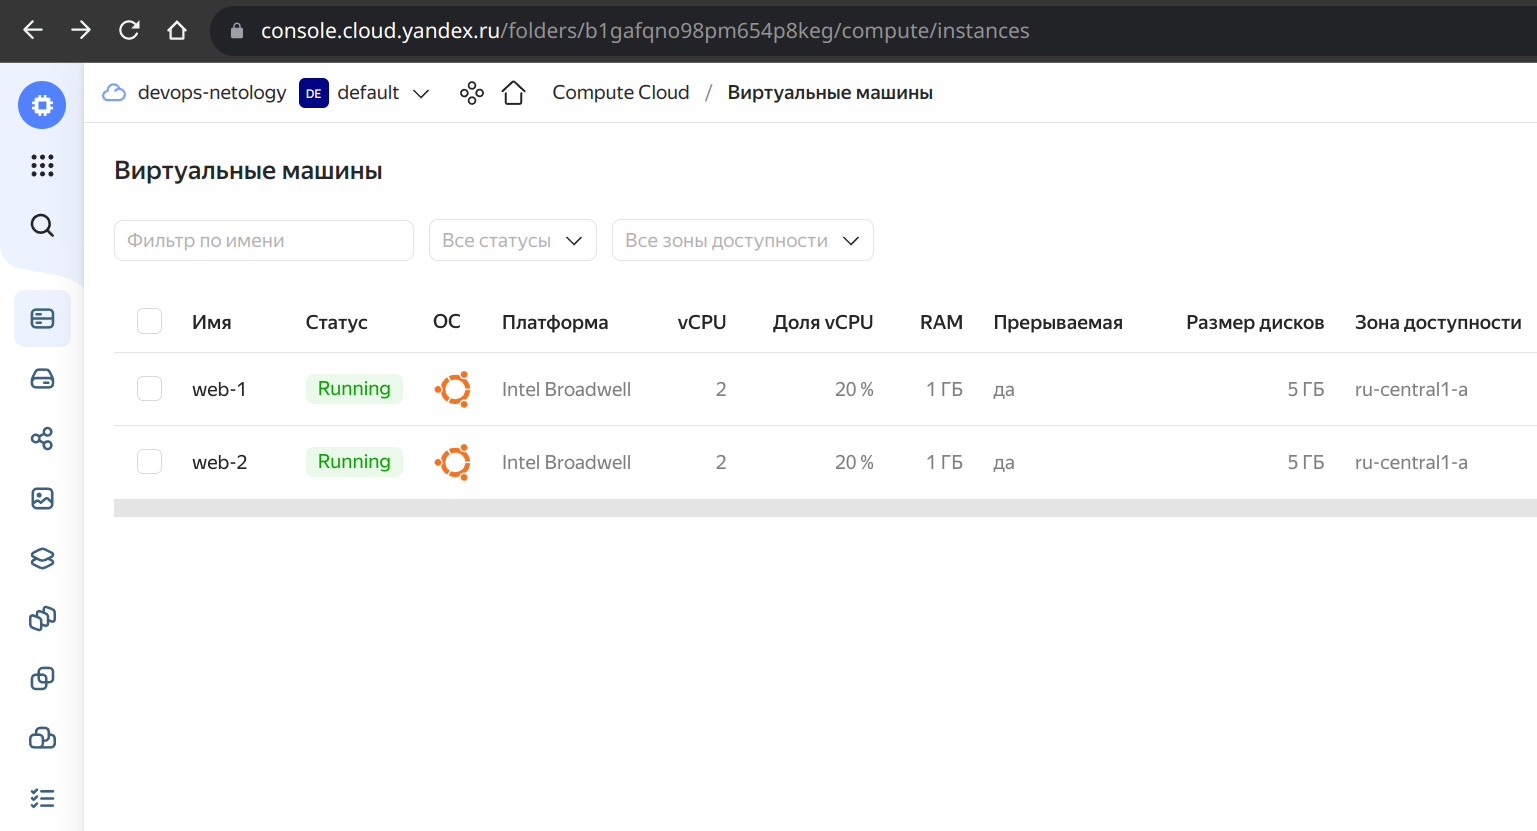 console.cloud.yandex.ru/folders/b1gafqno98pm654p8keg/compute/instances
devops-netology DE default Compute Cloud / Виртуальные машины
Виртуальные машины
Фильтр по имени Все статусы Все зоны доступности
Имя Статус ОС Платформа vCPU Доля vCPU RAM Прерываемая Размер дисков Зона доступности
web-1 Running Intel Broadwell 2 20 % 1 ГБ да 5 ГБ ru-central1-a
web-2 Running Intel Broadwell 2 20 % 1 ГБ да 5 ГБ ru-central1-a